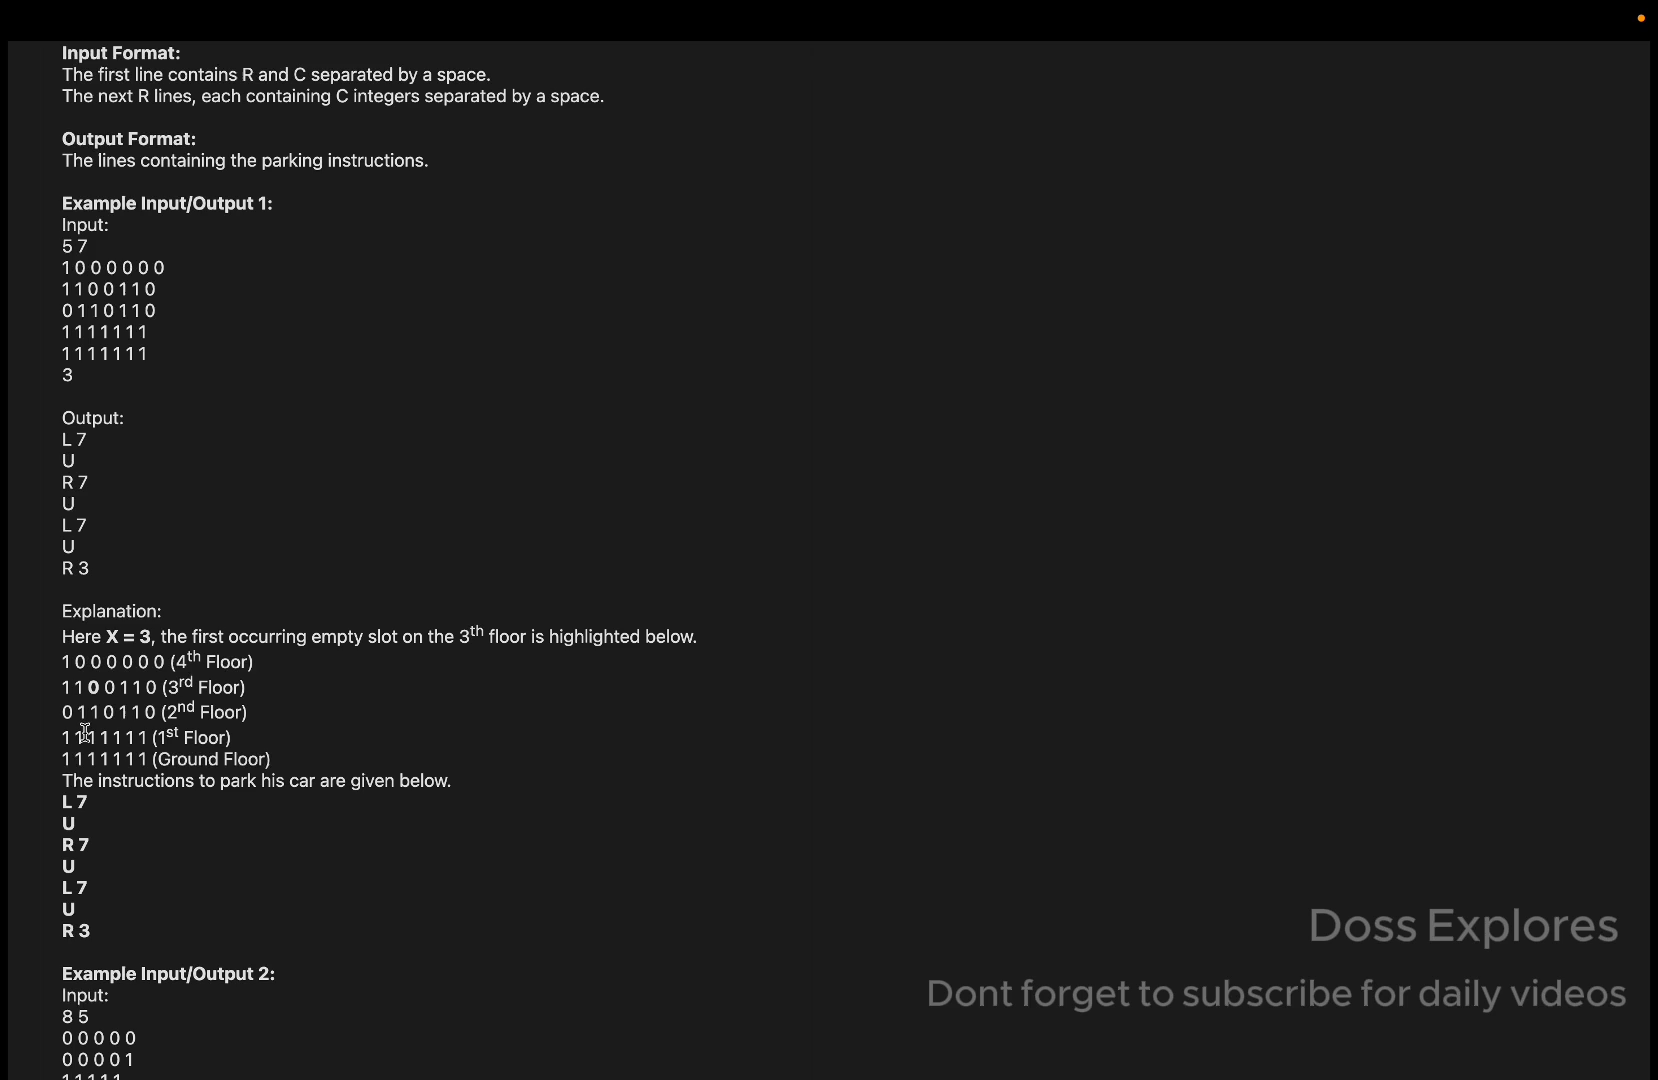 Input Format:
The first line contains R and C separated by a space.
The next R lines, each containing C integers separated by a space.
Output Format:
The lines containing the parking instructions.
Example Input/Output 1:
Input:
5 7
1 0 0 0 0 0 0
1 1 0 0 1 1 0
0 1 1 0 1 1 0
1 1 1 1 1 1 1
1 1 1 1 1 1 1
3
Output:
L 7
U
R 7
U
L 7
U
R 3
Explanation:
Here X = 3, the first occurring empty slot on the 3th floor is highlighted below.
1 0 0 0 0 0 0 (4th Floor)
1 1 0 0 1 1 0 (3rd Floor)
0 1 1 0 1 1 0 (2nd Floor)
1 1 1 1 1 1 1 (1st Floor)
1 1 1 1 1 1 1 (Ground Floor)
The instructions to park his car are given below.
L 7
U
R 7
U
L 7
U
R 3
Example Input/Output 2:
Input:
8 5
0 0 0 0 0
0 0 0 0 1
1 1 1 1 1
Doss Explores
Dont forget to subscribe for daily videos